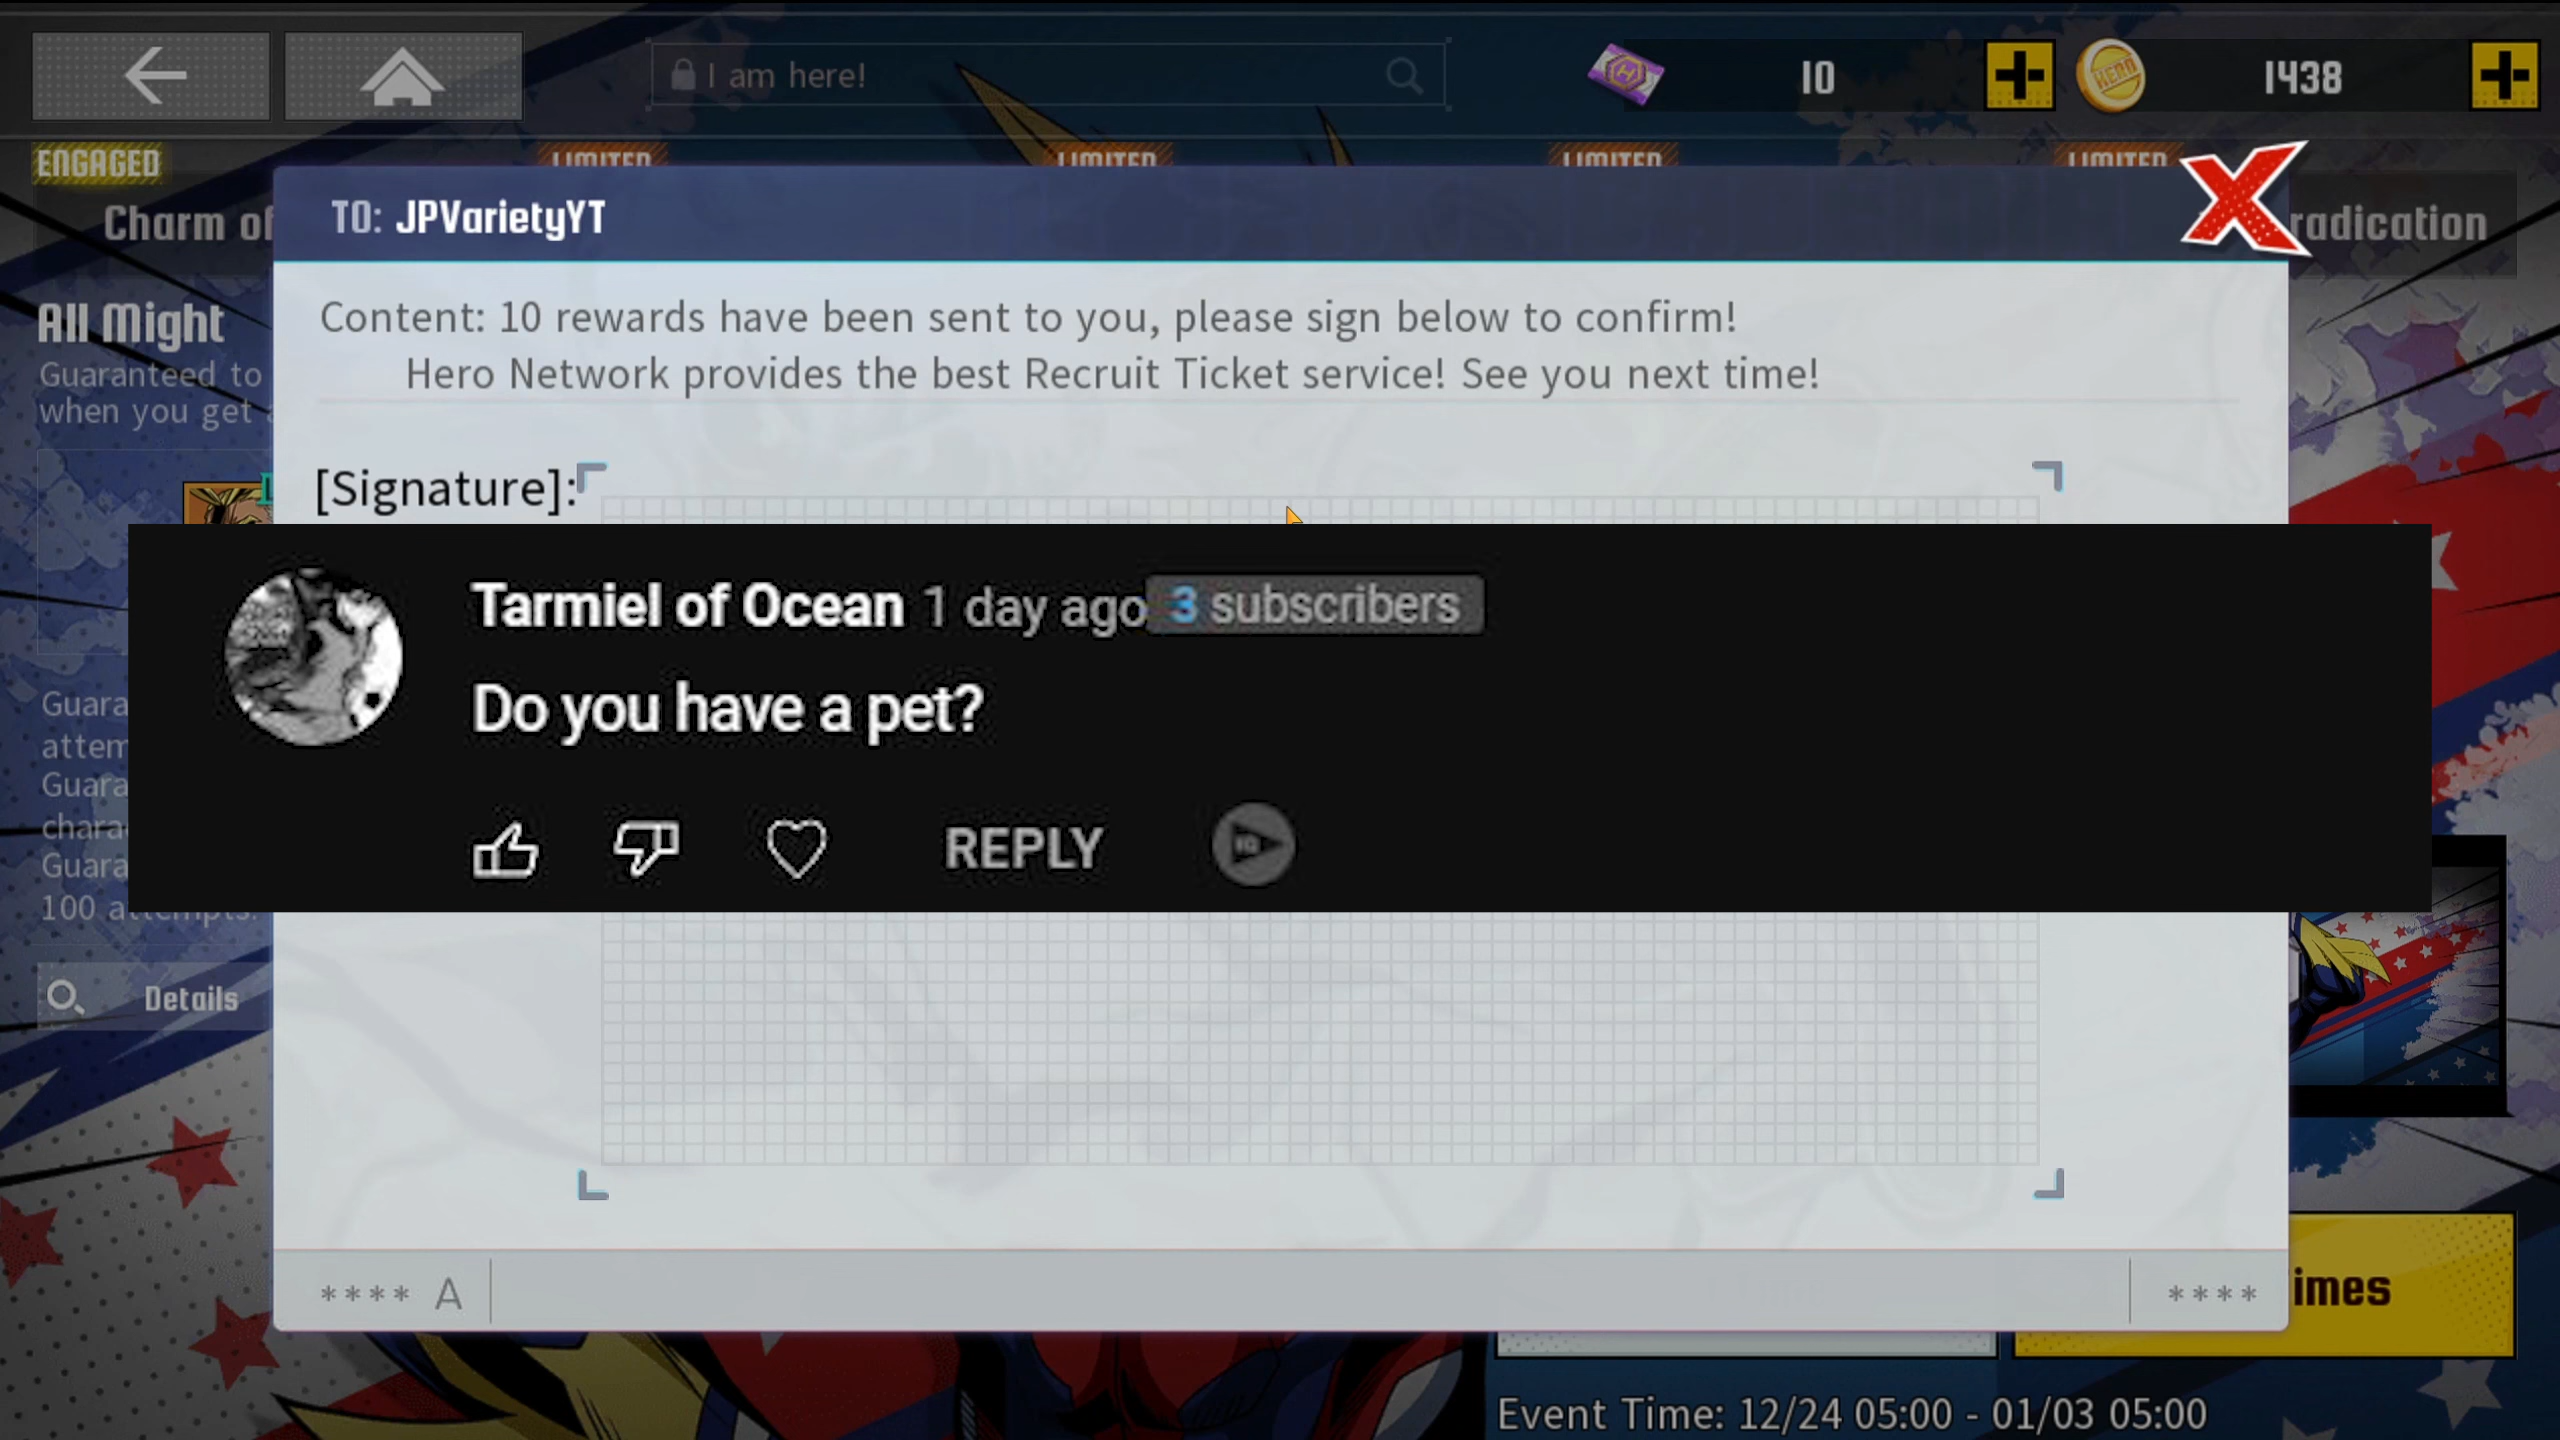 I am here!
10
1438
ENGAGED
LIMITED
LIMITED
LIMITED
LIMITED
Charm of
radication
TO: JPVarietyYT
All Might
Guaranteed to
when you get
Content: 10 rewards have been sent to you, please sign below to confirm!
Hero Network provides the best Recruit Ticket service! See you next time!
[Signature]:
Tarmiel of Ocean 1 day ago 3 subscribers
Do you have a pet?
REPLY
Guara
attem
Guara
chara
Guara
100 attempts.
Details
**** A
****
imes
Event Time: 12/24 05:00 - 01/03 05:00